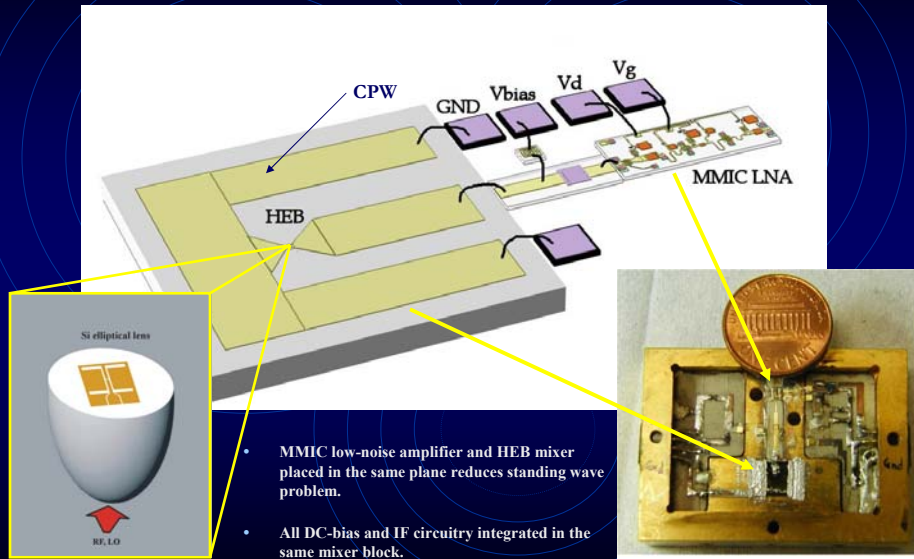 CPW
GND
Vbias
Vd
Vg
MMIC LNA
HEB
Si elliptical lens
RF, LO
CENT
Gnd
• MMIC low-noise amplifier and HEB mixer
placed in the same plane reduces standing wave
problem.
• All DC-bias and IF circuitry integrated in the
same mixer block.